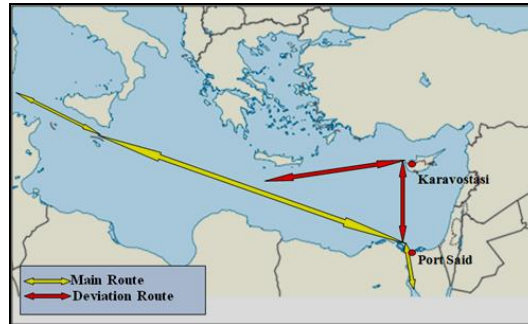 Karavostasi
Port Said
Main Route
Deviation Route